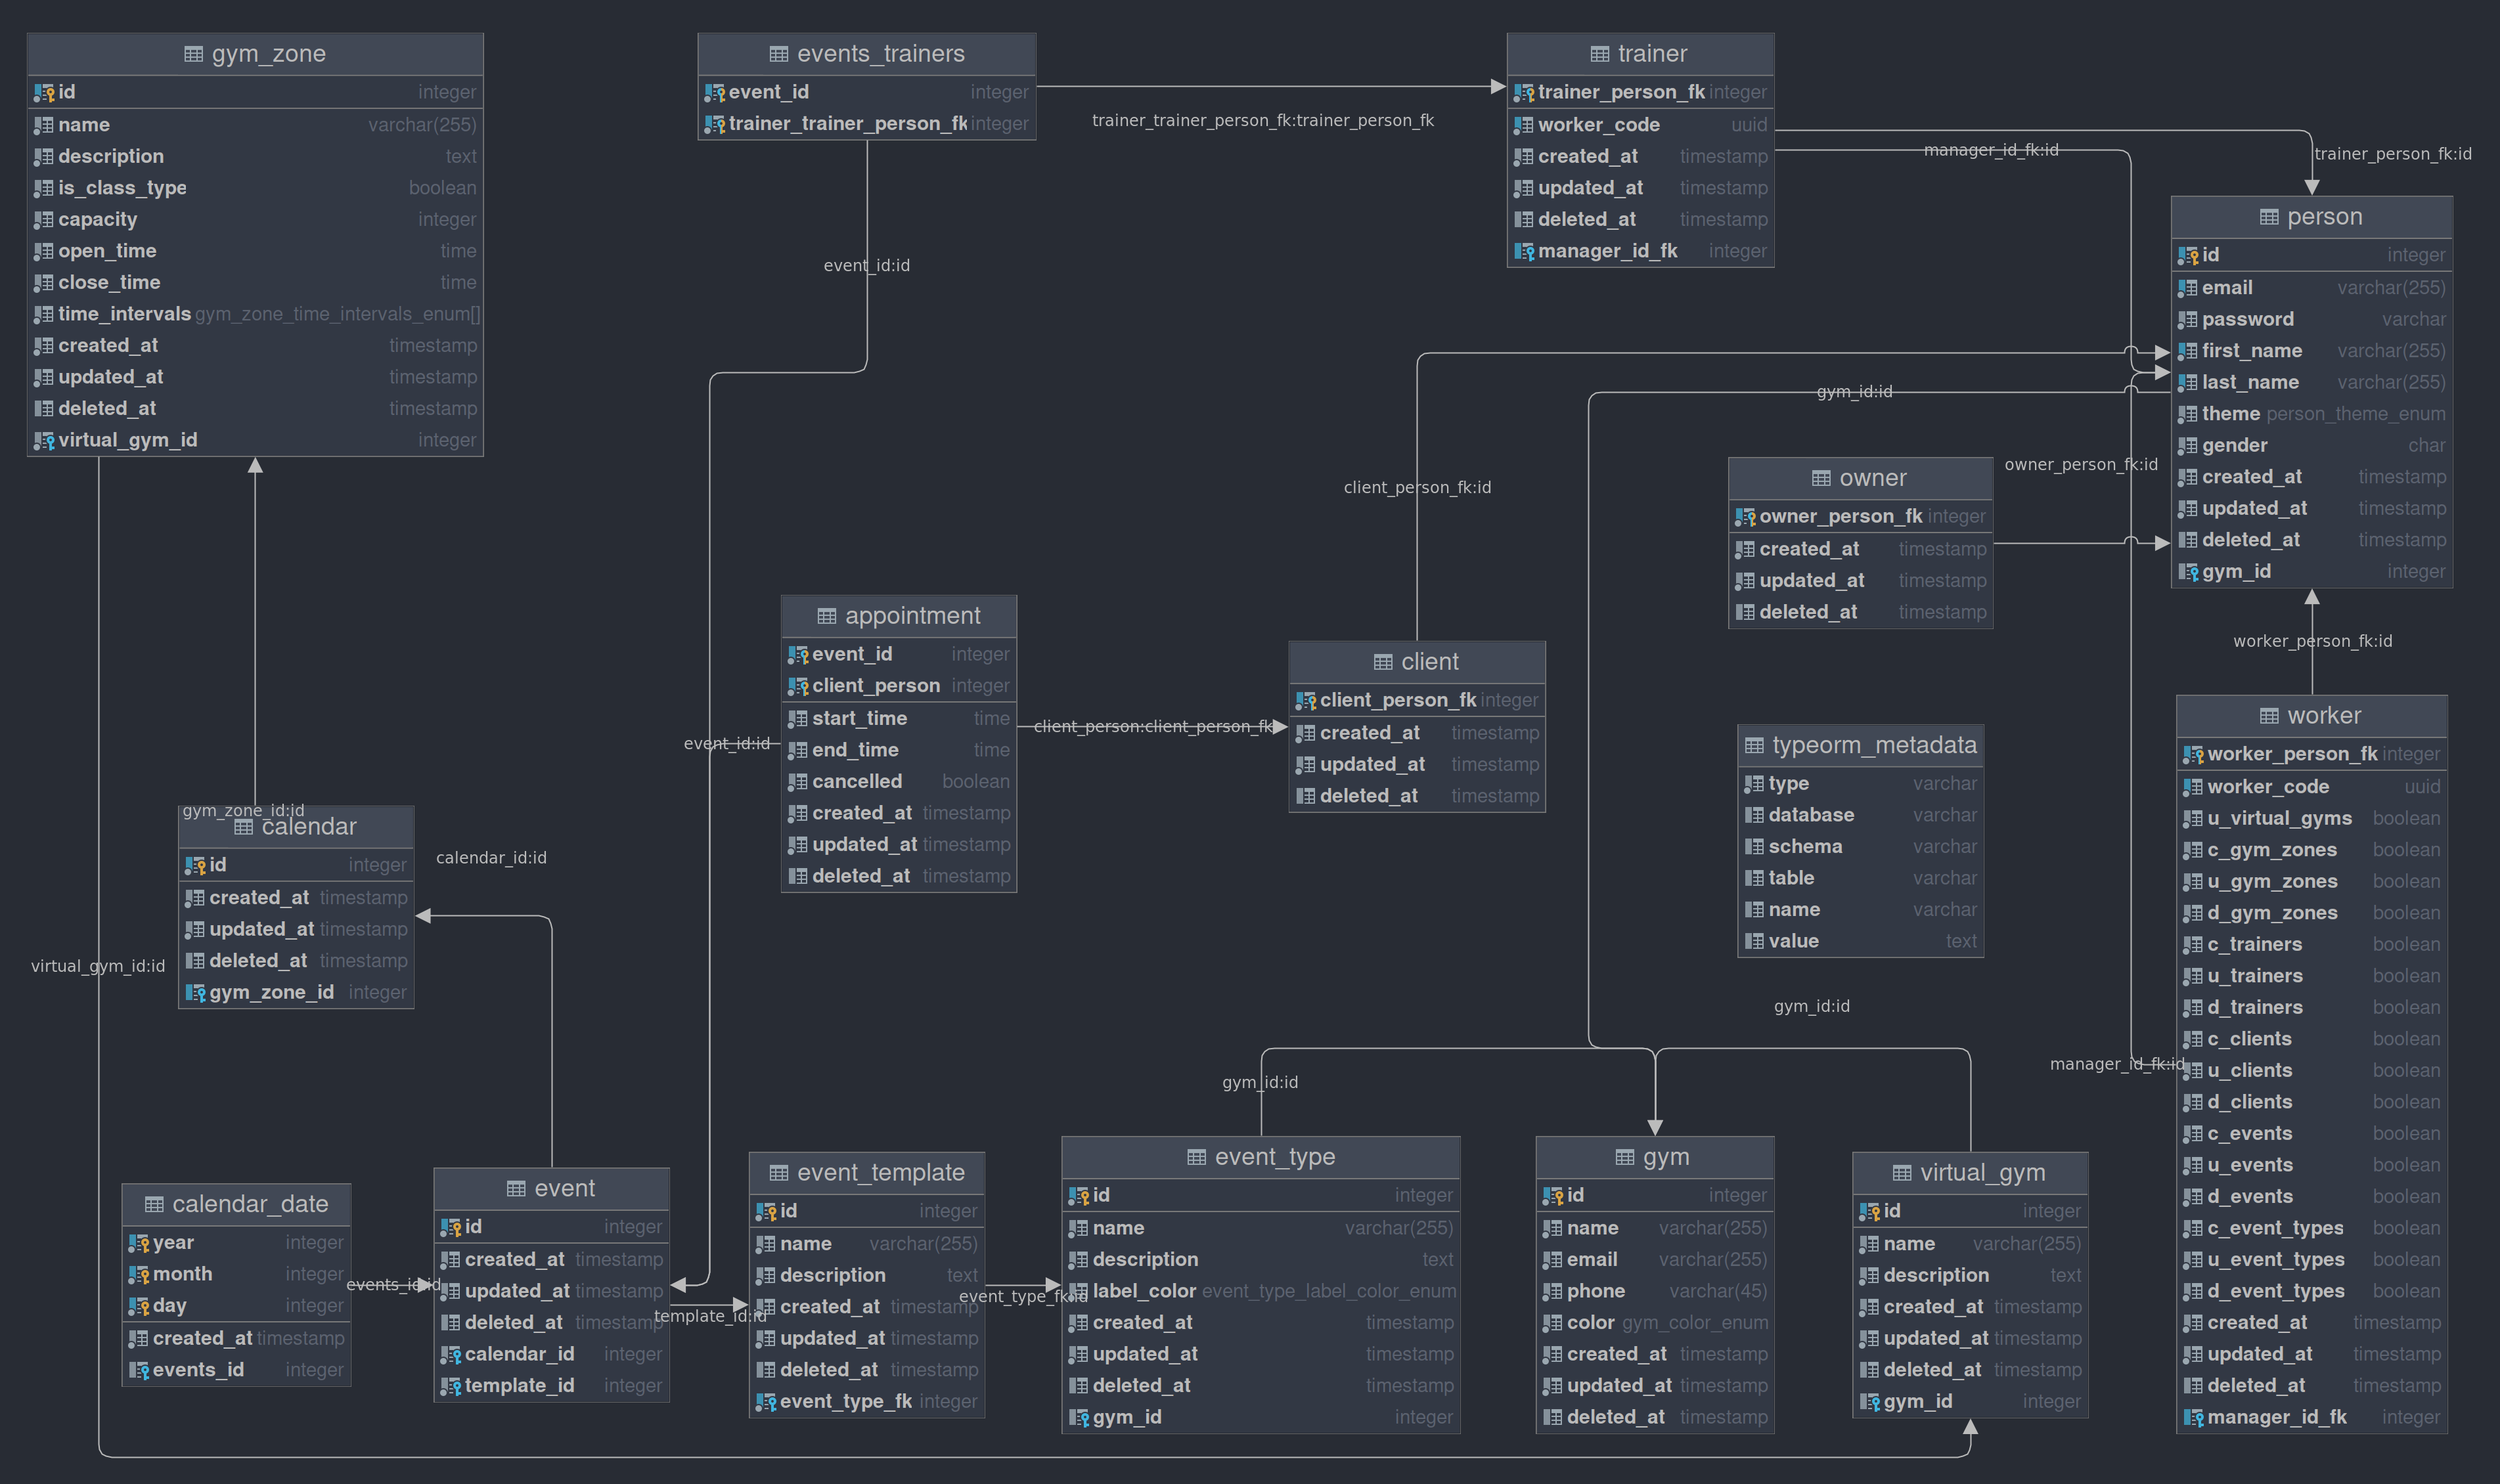 gym_zone
id integer
name varchar(255)
description text
is_class_type boolean
capacity integer
open_time time
close_time time
time_intervals gym_zone_time_intervals_enum[]
created_at timestamp
updated_at timestamp
deleted_at timestamp
virtual_gym_id integer
events_trainers
event_id integer
trainer_trainer_person_fk integer
trainer_trainer_person_fk:trainer_person_fk
event_id:id
trainer
trainer_person_fk integer
worker_code uuid
created_at timestamp
updated_at timestamp
deleted_at timestamp
manager_id_fk integer
manager_id_fk:id
trainer_person_fk:id
person
id integer
email varchar(255)
password varchar
first_name varchar(255)
last_name varchar(255)
theme person_theme_enum
gender char
created_at timestamp
updated_at timestamp
deleted_at timestamp
gym_id integer
gym_id:id
client_person_fk:id
owner_person_fk:id
owner
owner_person_fk integer
created_at timestamp
updated_at timestamp
deleted_at timestamp
appointment
event_id integer
client_person integer
start_time time
end_time time
cancelled boolean
created_at timestamp
updated_at timestamp
deleted_at timestamp
event_id:id
client_person:client_person_fk
client
client_person_fk integer
created_at timestamp
updated_at timestamp
deleted_at timestamp
worker_person_fk:id
typeorm_metadata
type varchar
database varchar
schema varchar
table varchar
name varchar
value text
worker
worker_person_fk integer
worker_code uuid
u_virtual_gyms boolean
c_gym_zones boolean
u_gym_zones boolean
d_gym_zones boolean
c_trainers boolean
u_trainers boolean
d_trainers boolean
c_clients boolean
u_clients boolean
d_clients boolean
c_events boolean
u_events boolean
d_events boolean
c_event_types boolean
u_event_types boolean
d_event_types boolean
created_at timestamp
updated_at timestamp
deleted_at timestamp
manager_id_fk integer
manager_id_fk:id
gym_zone_id:id
calendar
id integer
created_at timestamp
updated_at timestamp
deleted_at timestamp
gym_zone_id integer
calendar_id:id
virtual_gym_id:id
gym_id:id
gym_id:id
calendar_date
year integer
month integer
day integer
created_at timestamp
events_id integer
events_id:id
event
id integer
created_at timestamp
updated_at timestamp
deleted_at timestamp
calendar_id integer
template_id integer
template_id:id
event_template
id integer
name varchar(255)
description text
created_at timestamp
updated_at timestamp
deleted_at timestamp
event_type_fk integer
event_type_fk:id
event_type
id integer
name varchar(255)
description text
label_color event_type_label_color_enum
created_at timestamp
updated_at timestamp
deleted_at timestamp
gym_id integer
gym
id integer
name varchar(255)
email varchar(255)
phone varchar(45)
color gym_color_enum
created_at timestamp
updated_at timestamp
deleted_at timestamp
virtual_gym
id integer
name varchar(255)
description text
created_at timestamp
updated_at timestamp
deleted_at timestamp
gym_id integer